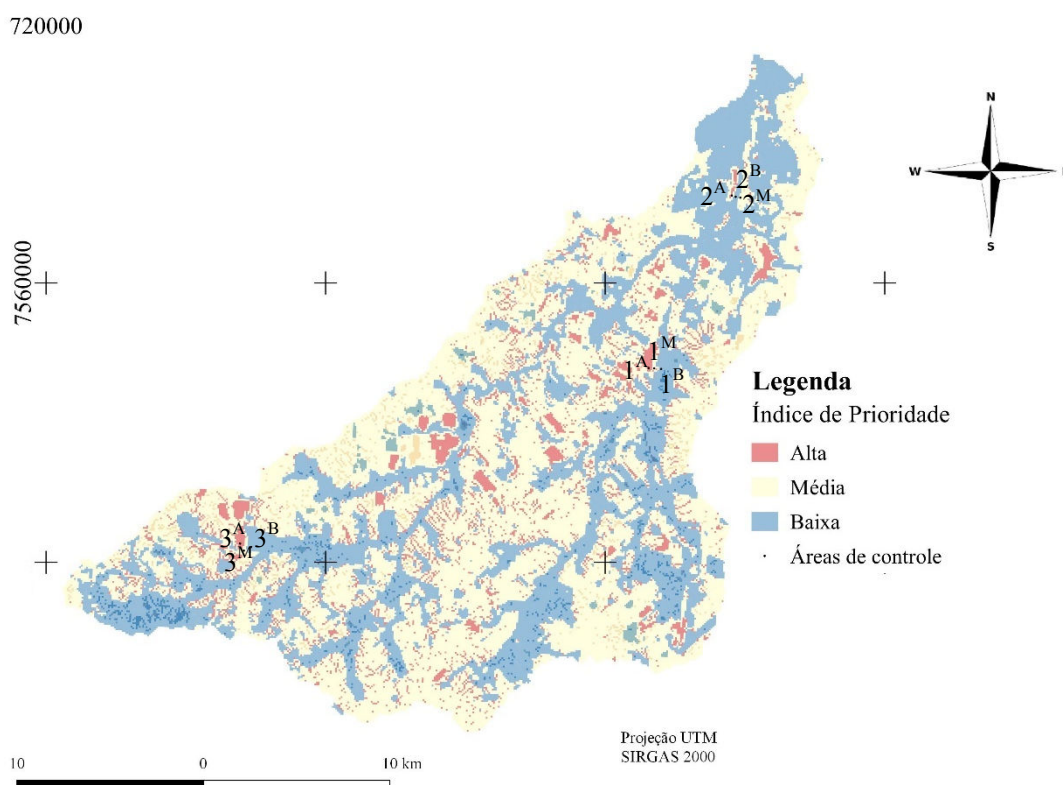 720000
N
W
S
7560000
2ᴬ
2ᴮ
2ᴹ
1ᴹ
1ᴬ
1ᴮ
3ᴬ
3ᴮ
3ᴹ
Legenda
Índice de Prioridade
Alta
Média
Baixa
Áreas de controle
Projeção UTM
SIRGAS 2000
10 0 10 km